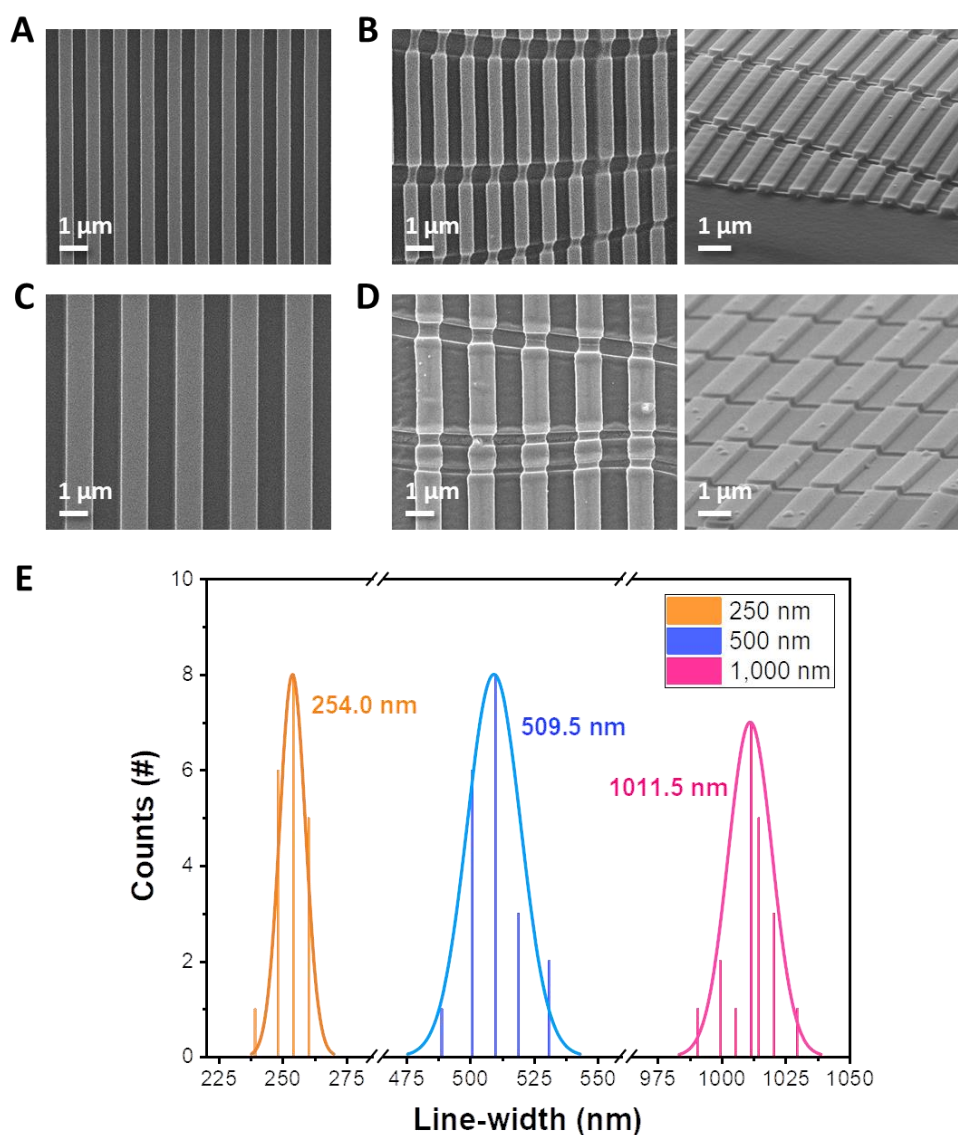 A
B
1 μm
1 μm
1 μm
C
D
1 μm
1 μm
1 μm
E
10
8
6
4
2
0
Counts (#)
250 nm
500 nm
1,000 nm
254.0 nm
509.5 nm
1011.5 nm
225 250 275 475 500 525 550 975 1000 1025 1050
Line-width (nm)